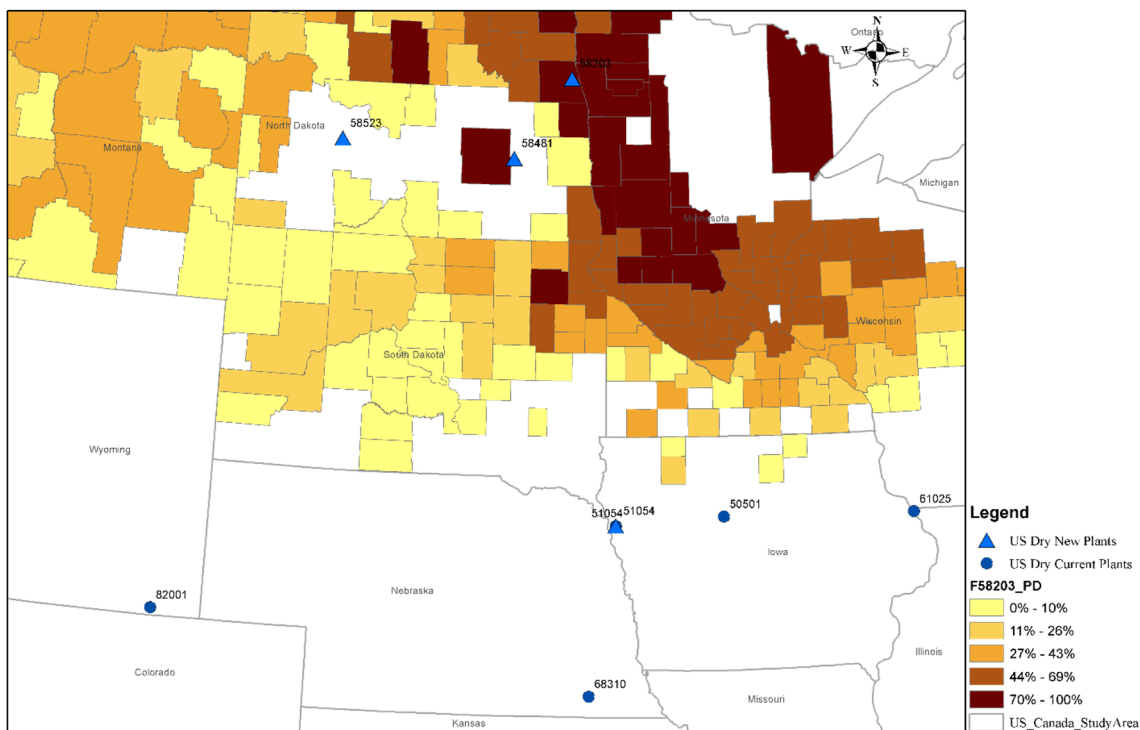 N
Ontario
W E
S
58203
58523
North Dakota
58481
Montana
Michigan
Minnesota
Wisconsin
South Dakota
Wyoming
61025
50501
51054 51054
Legend
US Dry New Plants
Iowa
US Dry Current Plants
Nebraska
F58203_PD
82001
0% - 10%
11% - 26%
Illinois
27% - 43%
Colorado
44% - 69%
68310
Missouri
70% - 100%
Kansas
US_Canada_StudyArea